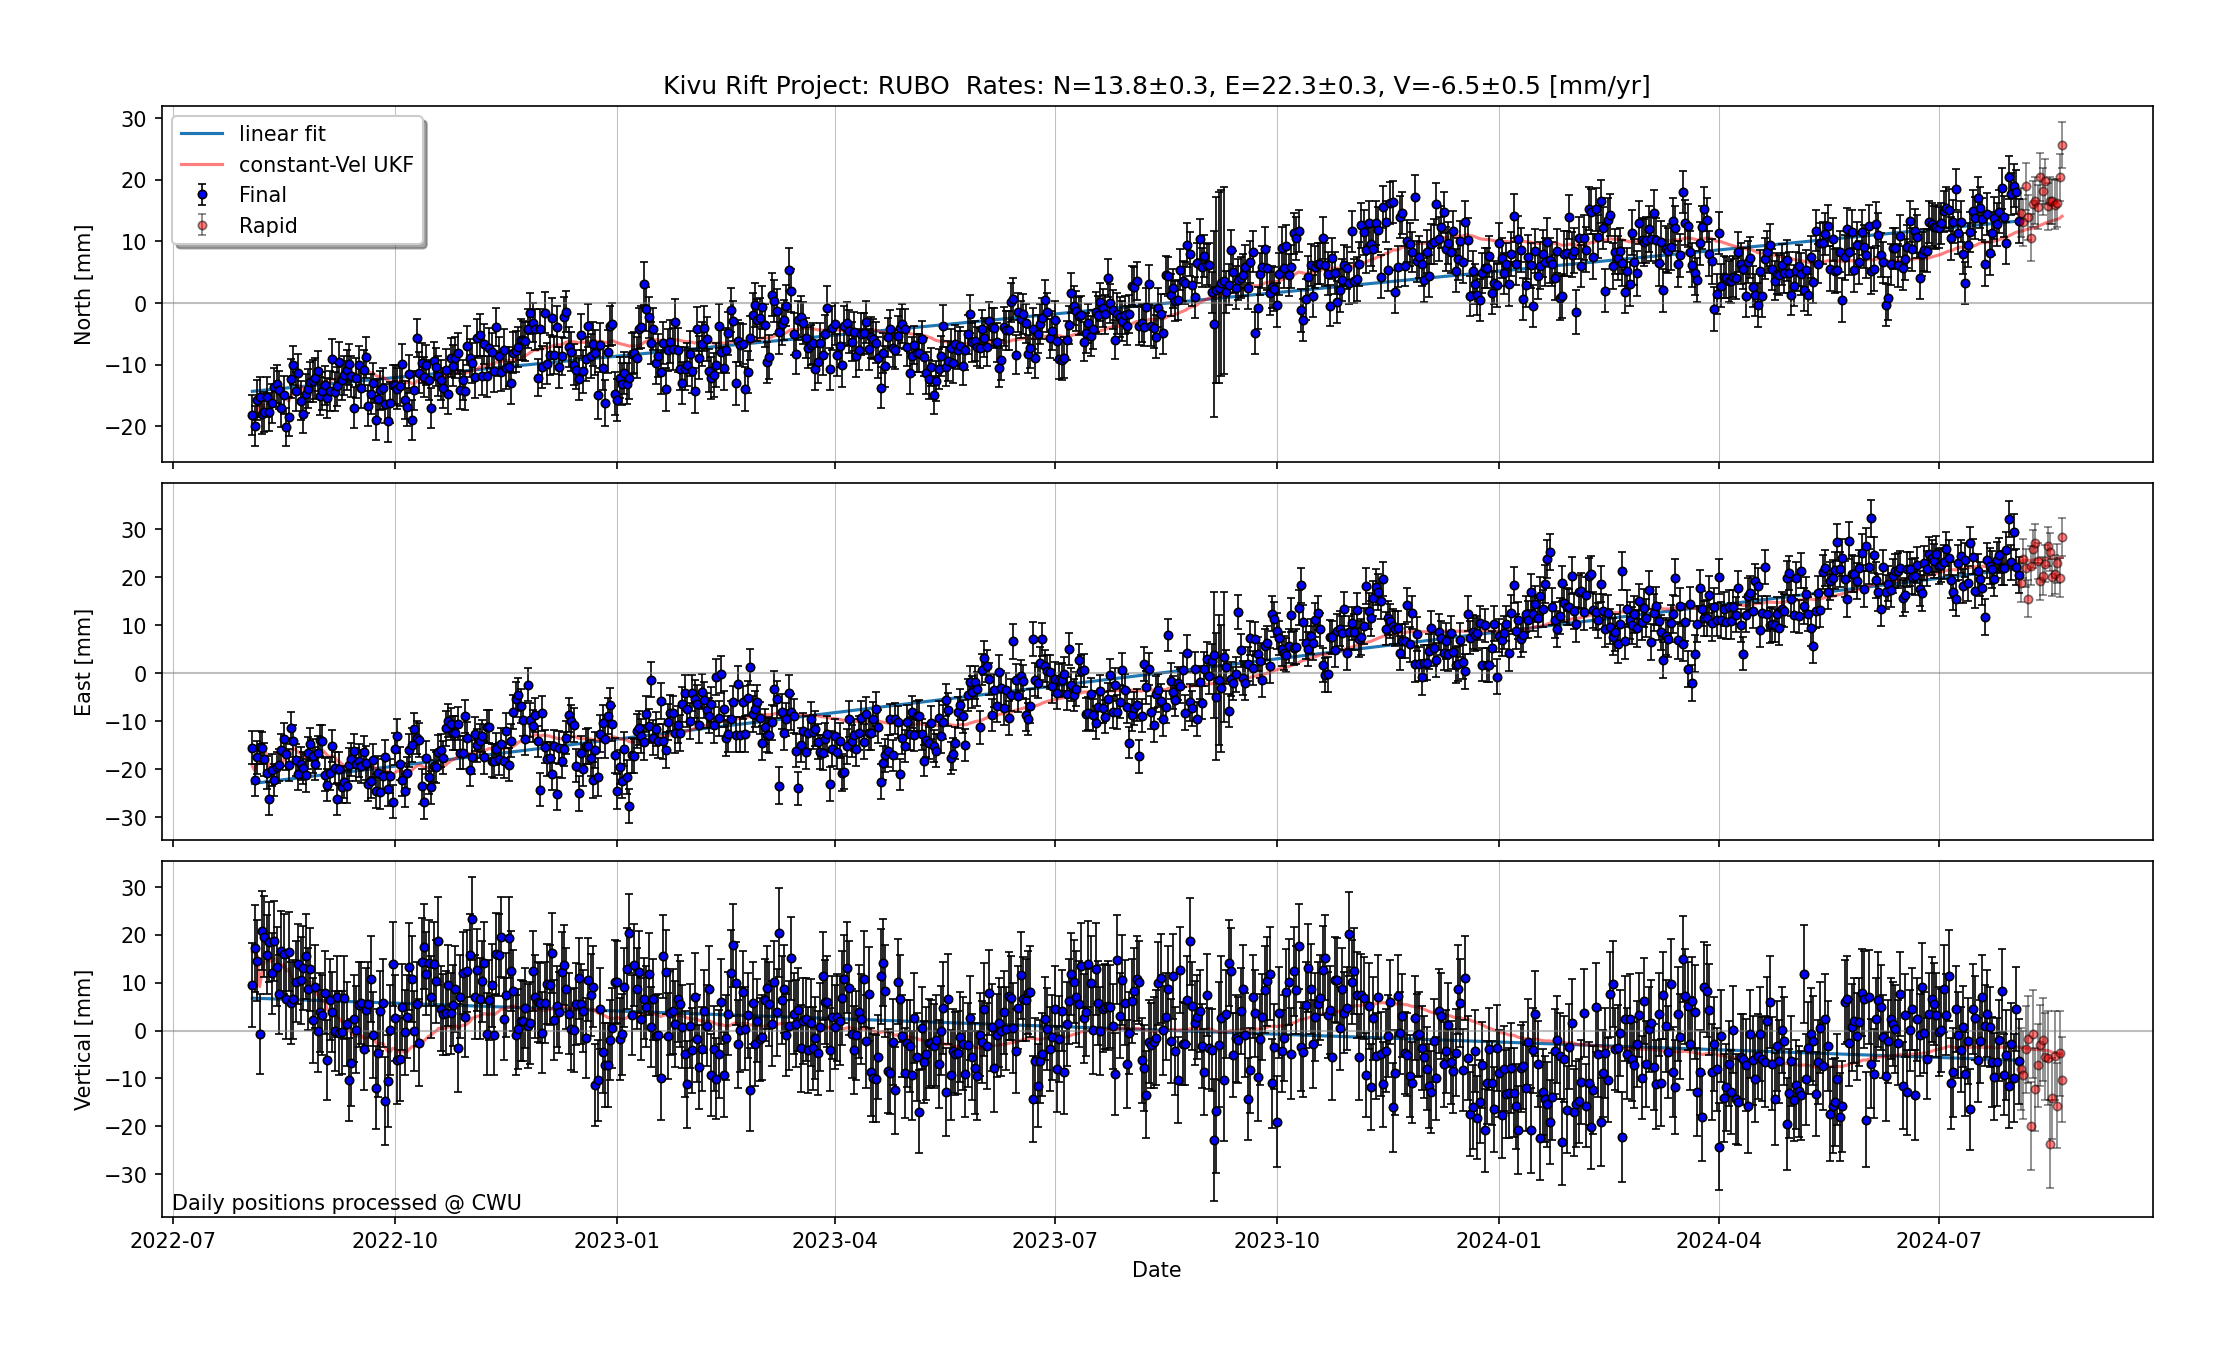 Kivu Rift Project: RUBO  Rates: N=13.8±0.3, E=22.3±0.3, V=-6.5±0.5 [mm/yr]
linear fit
constant-Vel UKF
Final
Rapid
North [mm]
30
20
10
0
−10
−20
East [mm]
30
20
10
0
−10
−20
−30
Vertical [mm]
30
20
10
0
−10
−20
−30
Daily positions processed @ CWU
2022-07 2022-10 2023-01 2023-04 2023-07 2023-10 2024-01 2024-04 2024-07
Date